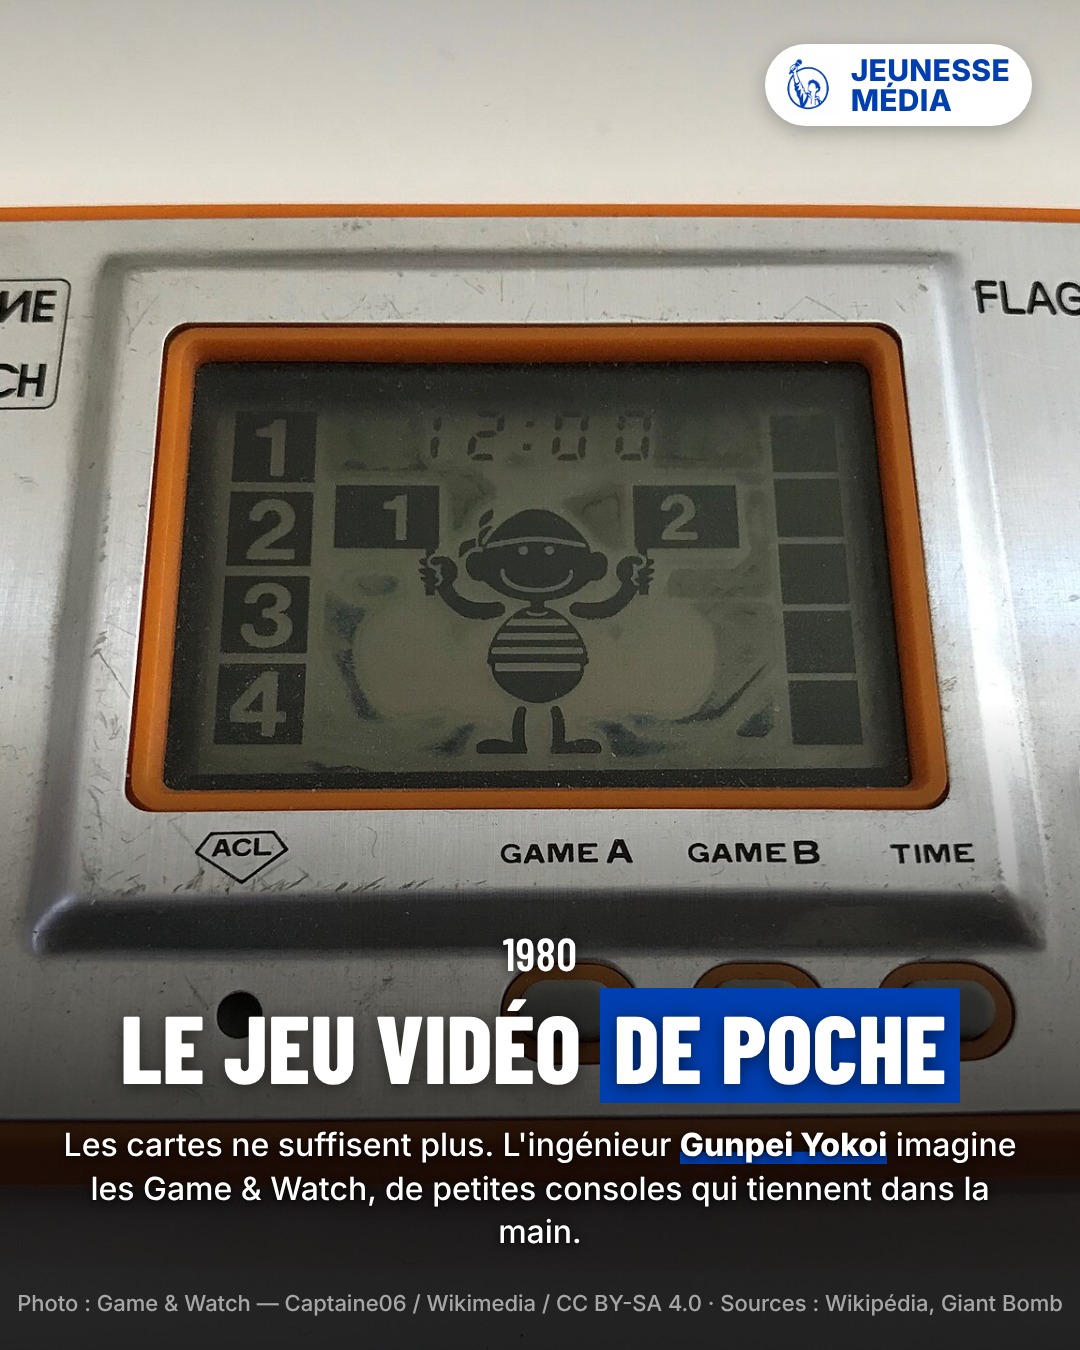 JEUNESSE
MÉDIA
FLAG
CH
12:00
1
2
3
4
1
2
ACL
GAME A
GAME B
TIME
1980
LE JEU VIDÉO DE POCHE
Les cartes ne suffisent plus. L'ingénieur Gunpei Yokoi imagine
les Game & Watch, de petites consoles qui tiennent dans la
main.
Photo : Game & Watch — Captaine06 / Wikimedia / CC BY-SA 4.0 · Sources : Wikipédia, Giant Bomb